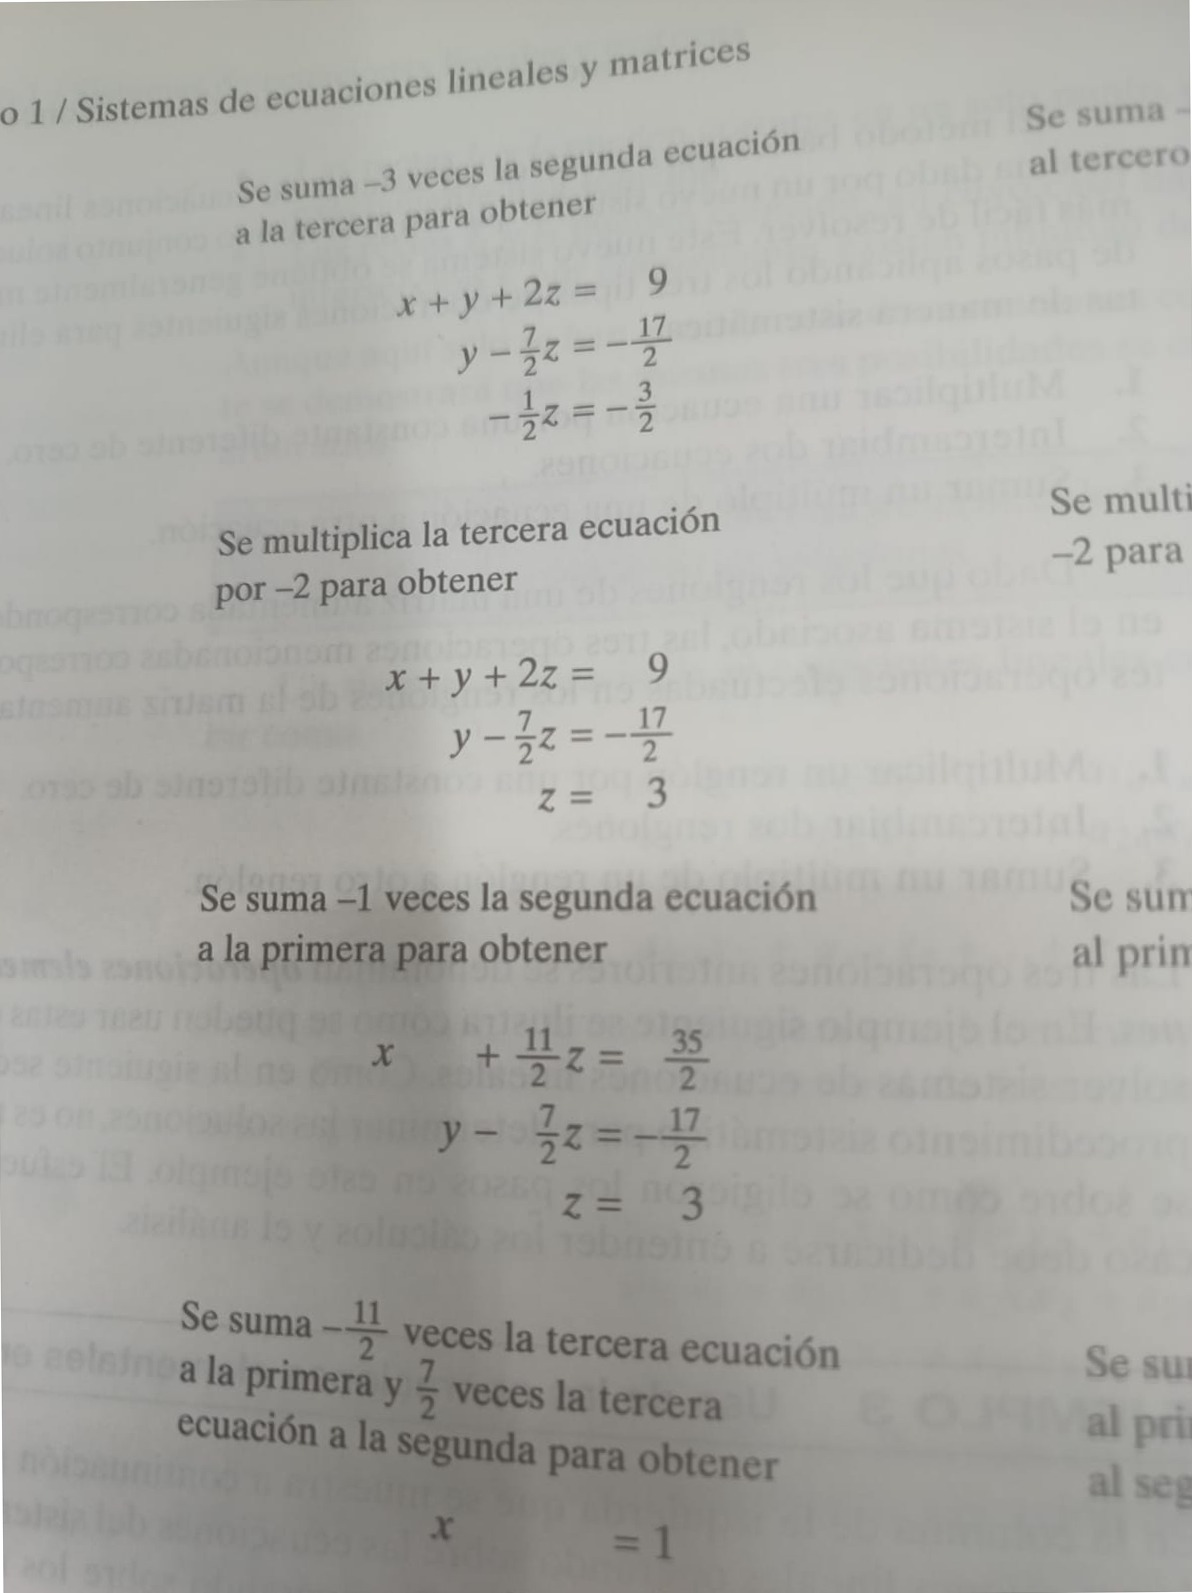 o 1 / Sistemas de ecuaciones lineales y matrices
Se suma –3 veces la segunda ecuación
a la tercera para obtener
x + y + 2z = 9
y – 7/2 z = – 17/2
– 1/2 z = – 3/2
Se multiplica la tercera ecuación
por –2 para obtener
x + y + 2z = 9
y – 7/2 z = – 17/2
z = 3
Se suma –1 veces la segunda ecuación
a la primera para obtener
x + 11/2 z = 35/2
y – 7/2 z = – 17/2
z = 3
Se suma – 11/2 veces la tercera ecuación
a la primera y 7/2 veces la tercera
ecuación a la segunda para obtener
x = 1
Se suma –
al tercero
Se multi
–2 para
Se sum
al prim
Se su
al pri
al seg